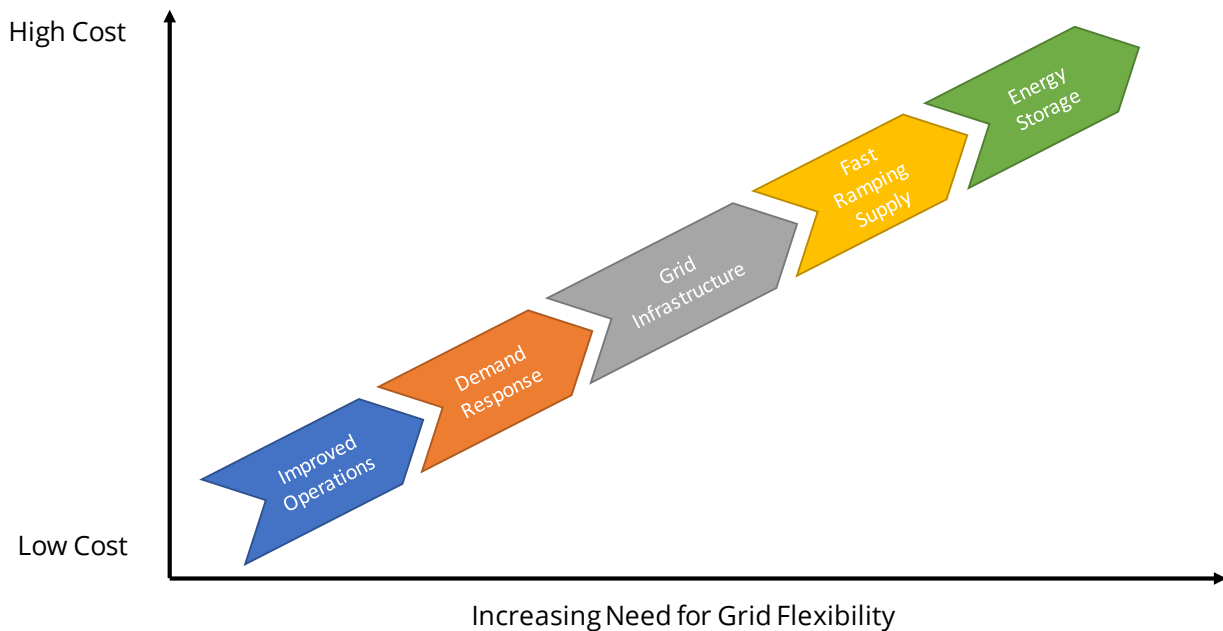 High Cost
Energy
Storage
Fast
Ramping
Supply
Grid
Infrastructure
Demand
Response
Improved
Operations
Low Cost
Increasing Need for Grid Flexibility